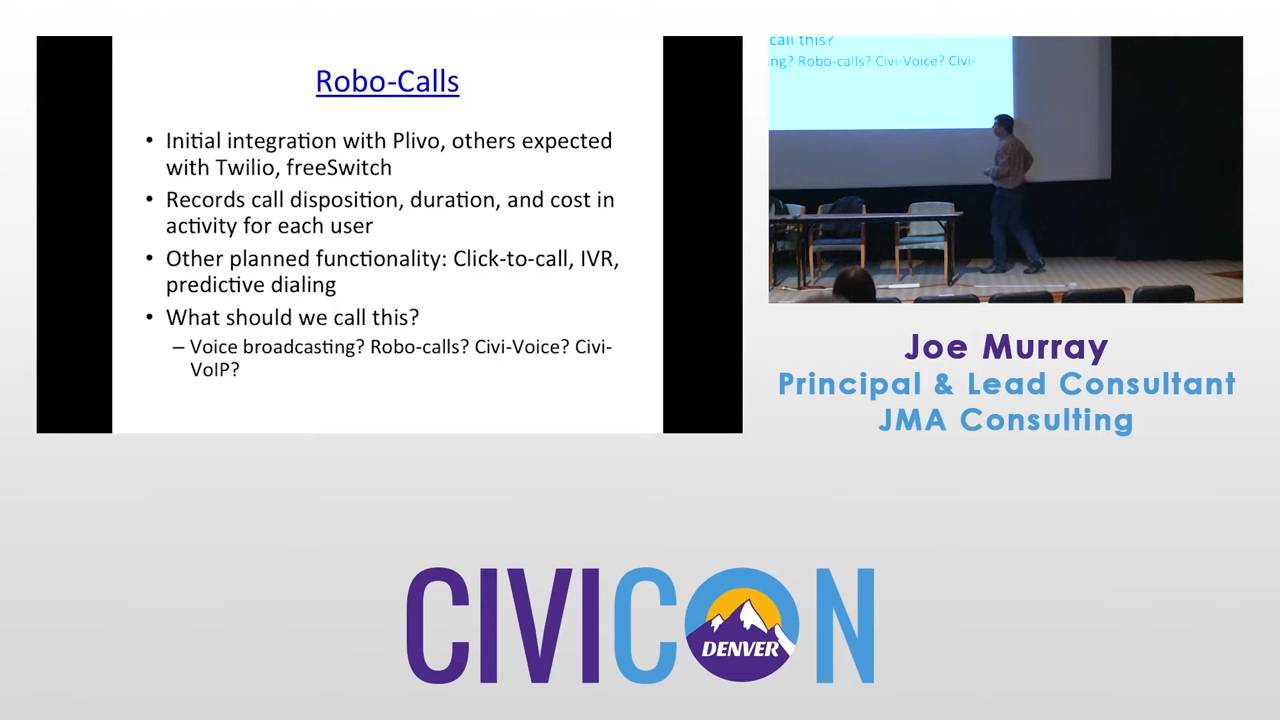 Robo-Calls
• Initial integration with Plivo, others expected
with Twilio, freeSwitch
• Records call disposition, duration, and cost in
activity for each user
• Other planned functionality: Click-to-call, IVR,
predictive dialing
• What should we call this?
– Voice broadcasting? Robo-calls? Civi-Voice? Civi-
VoIP?
call this?
ng? Robo-calls? Civi-Voice? Civi-
Joe Murray
Principal & Lead Consultant
JMA Consulting
CIVICON
DENVER